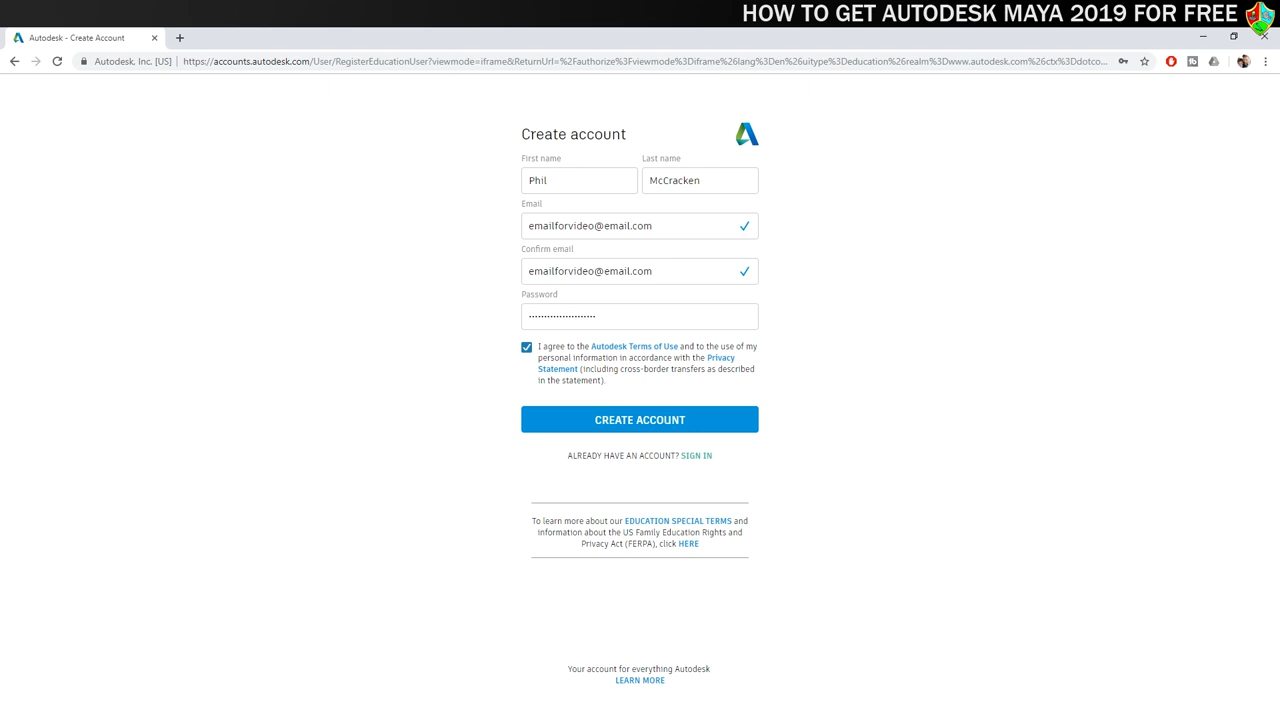 HOW TO GET AUTODESK MAYA 2019 FOR FREE
Autodesk - Create Account
Autodesk, Inc. [US] https://accounts.autodesk.com/User/RegisterEducationUser?viewmode=iframe&ReturnUrl=%2Fauthorize%3Fviewmode%3Diframe%26lang%3Den%26uitype%3Deducation%26realm%3Dwww.autodesk.com%26ctx%3Ddotco...
Create account
First name Last name
Phil McCracken
Email
emailforvideo@email.com
Confirm email
emailforvideo@email.com
Password
I agree to the Autodesk Terms of Use and to the use of my
personal information in accordance with the Privacy
Statement (including cross-border transfers as described
in the statement).
CREATE ACCOUNT
ALREADY HAVE AN ACCOUNT? SIGN IN
To learn more about our EDUCATION SPECIAL TERMS and
information about the US Family Education Rights and
Privacy Act (FERPA), click HERE
Your account for everything Autodesk
LEARN MORE